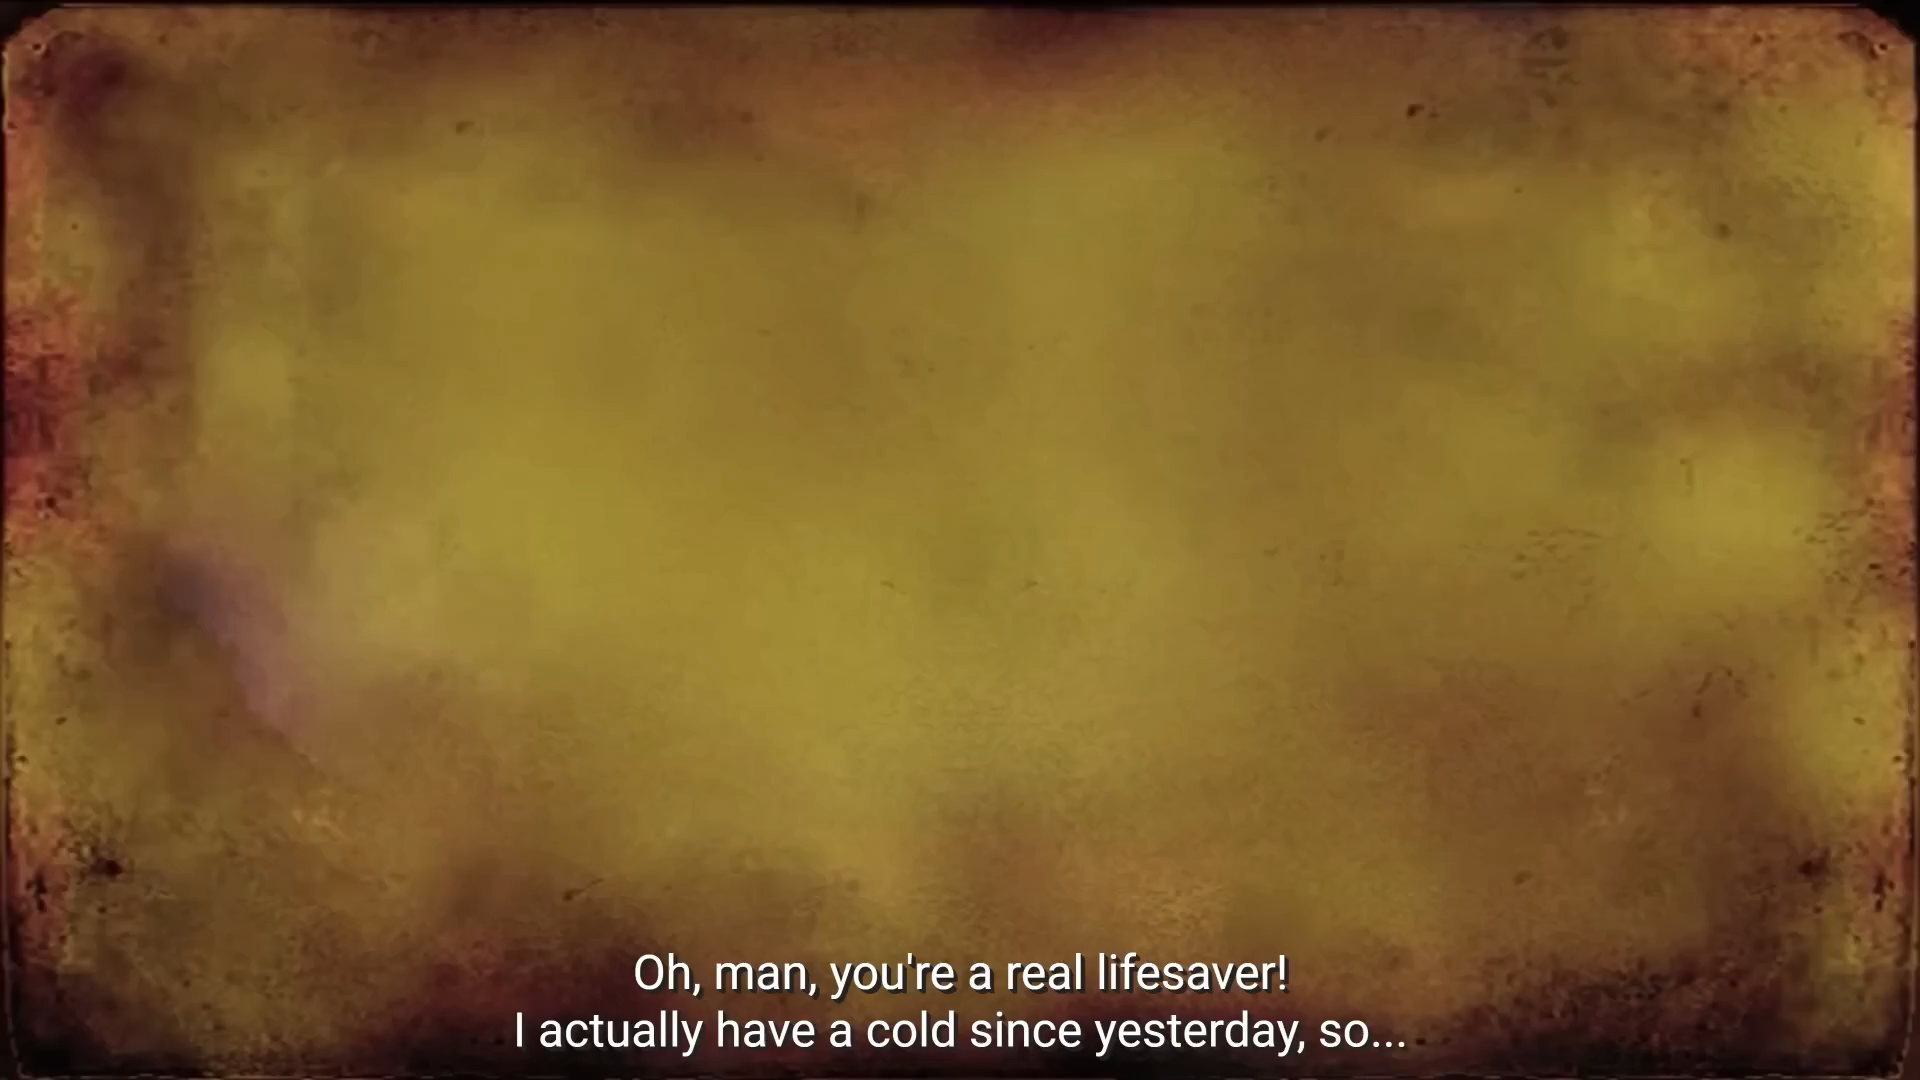 Oh, man, you're a real lifesaver!
I actually have a cold since yesterday, so...